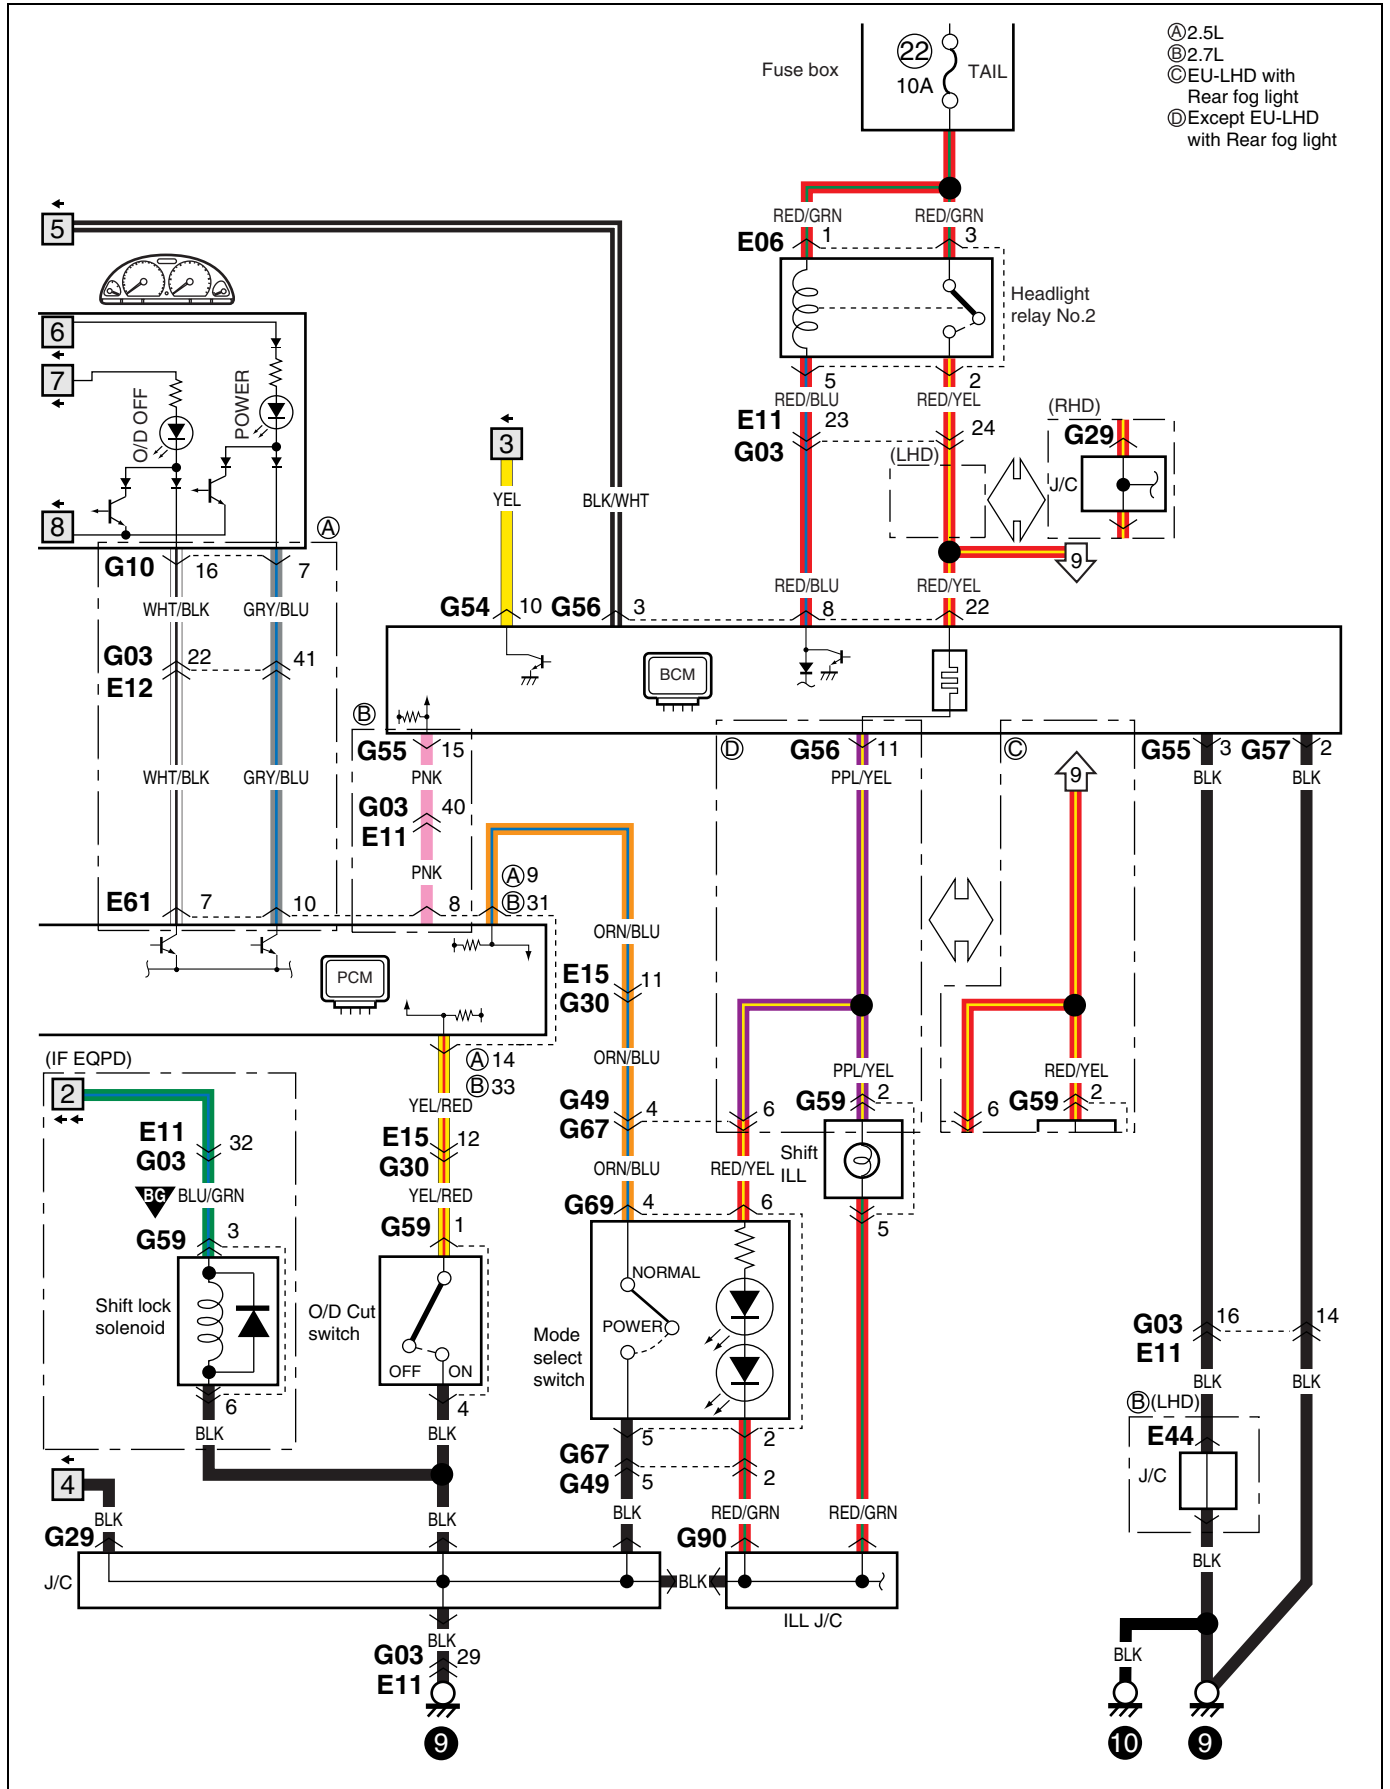 22
10A
TAIL
Fuse box
Ⓐ2.5L
Ⓑ2.7L
ⒸEU-LHD with
Rear fog light
ⒹExcept EU-LHD
with Rear fog light
5
RED/GRN
RED/GRN
E06
1
3
Headlight
relay No.2
6
7
8
O/D OFF
POWER
5
2
RED/BLU
RED/YEL
E11
G03
23
24
(LHD)
(RHD)
G29
J/C
9
3
YEL
BLK/WHT
Ⓐ
G10
16
7
WHT/BLK
GRY/BLU
RED/BLU
RED/YEL
G54
10
G56
3
8
22
G03
E12
22
41
BCM
Ⓑ
G55
15
PNK
G03
E11
40
PNK
WHT/BLK
GRY/BLU
Ⓓ
G56
11
PPL/YEL
Ⓒ
9
G55
3
G57
2
BLK
BLK
E61
7
10
8
Ⓐ9
Ⓑ31
ORN/BLU
PCM
E15
G30
11
ORN/BLU
(IF EQPD)
2
Ⓐ14
Ⓑ33
YEL/RED
PPL/YEL
RED/YEL
G49
G67
4
6
G59
2
6
G59
2
E11
G03
32
E15
G30
12
Shift
ILL
BG
BLU/GRN
YEL/RED
ORN/BLU
RED/YEL
G59
3
G59
1
G69
4
6
5
Shift lock
solenoid
O/D Cut
switch
OFF
ON
NORMAL
POWER
Mode
select
switch
G03
E11
16
14
BLK
BLK
6
BLK
4
BLK
5
2
G67
G49
5
2
Ⓑ(LHD)
E44
J/C
4
BLK
BLK
BLK
RED/GRN
RED/GRN
G29
G90
J/C
BLK
ILL J/C
BLK
BLK
G03
E11
29
BLK
9
10
9